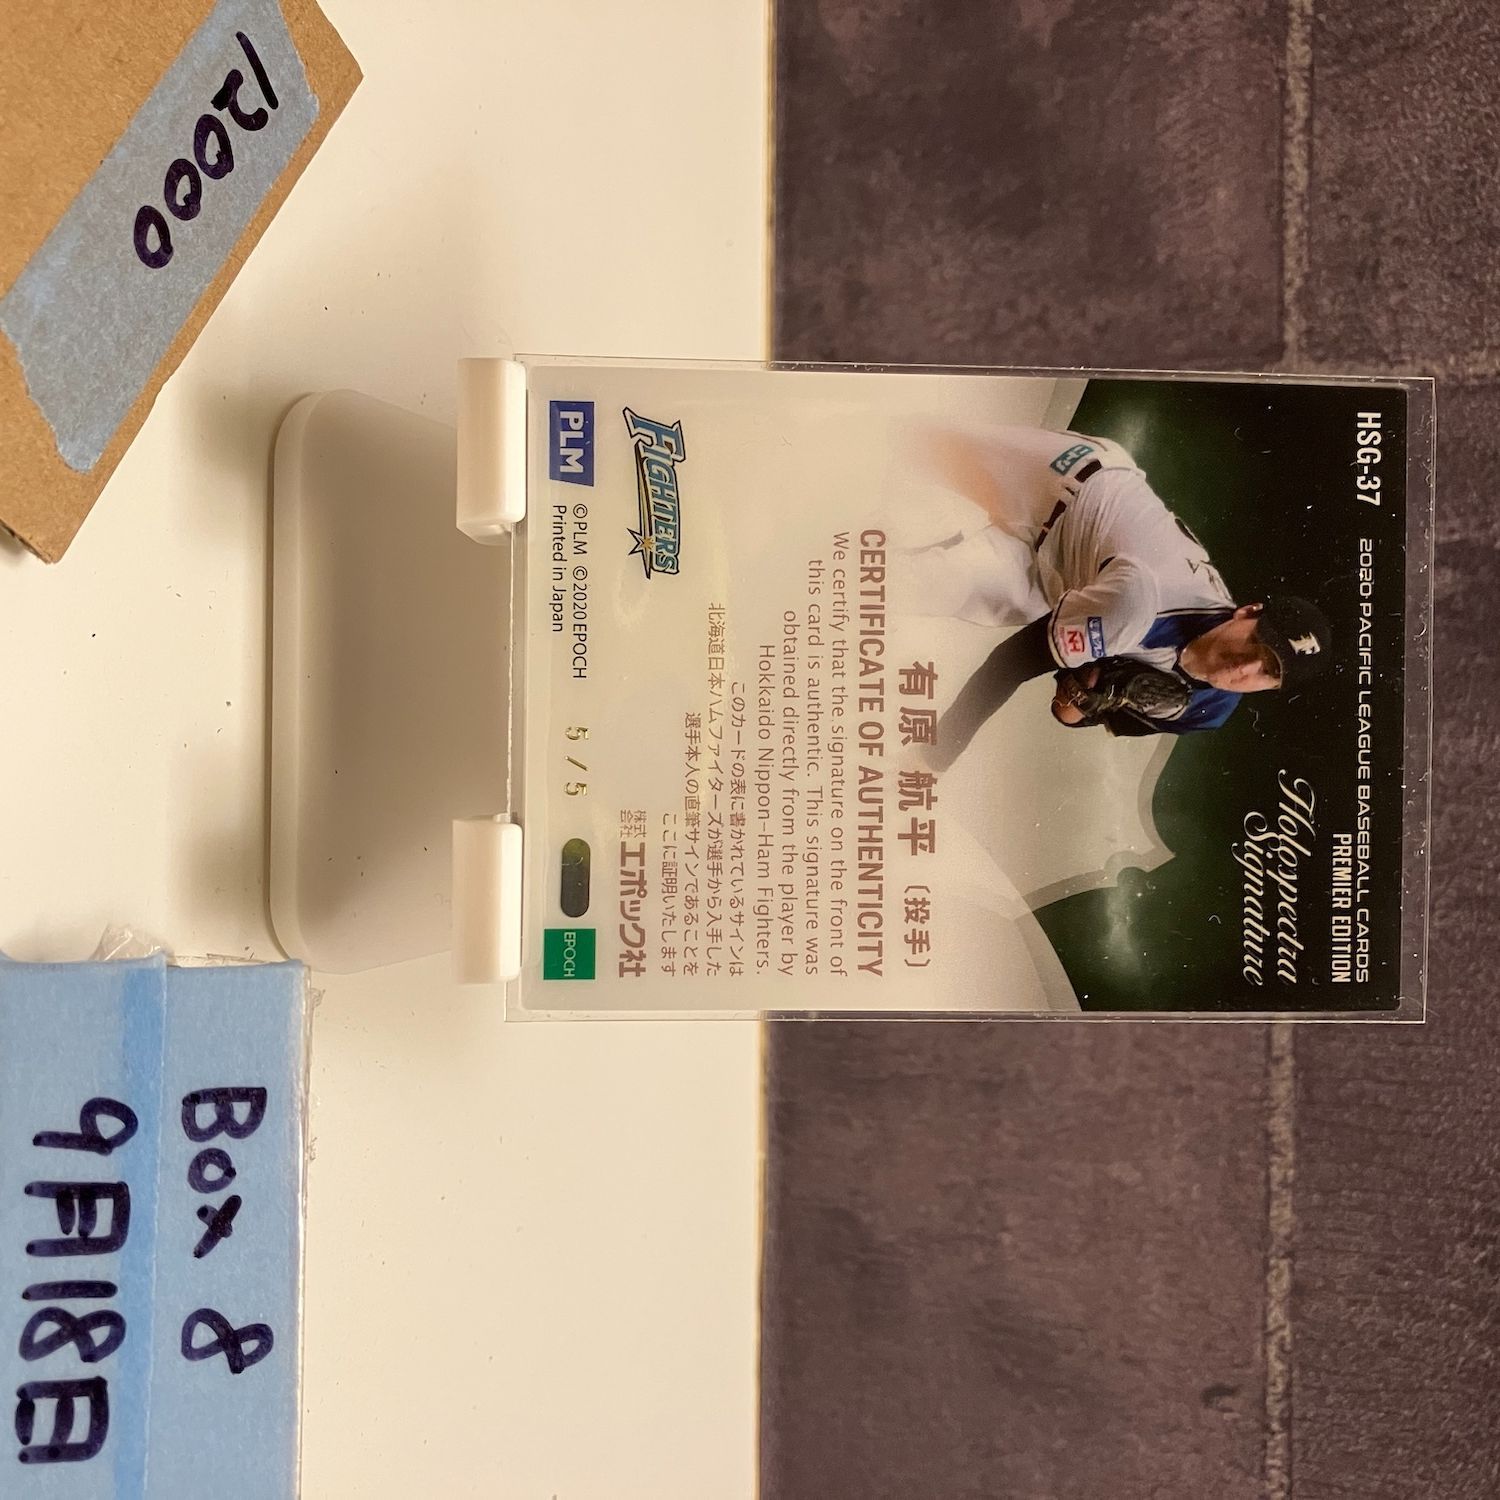 12000
HSG-37
2020 PACIFIC LEAGUE BASEBALL CARDS
PREMIER EDITION
Holospectra
Signature
F
有原 航平 (投手)
CERTIFICATE OF AUTHENTICITY
We certify that the signature on the front of
this card is authentic. This signature was
obtained directly from the player by
Hokkaido Nippon-Ham Fighters.
このカードの表に書かれているサインは
北海道日本ハムファイターズが選手から入手した
選手本人の直筆サインであることを
ここに証明いたします
株式会社エポック社
FIGHTERS
PLM
©PLM ©2020 EPOCH
Printed in Japan
5/5
EPOCH
Box 8
9月18日